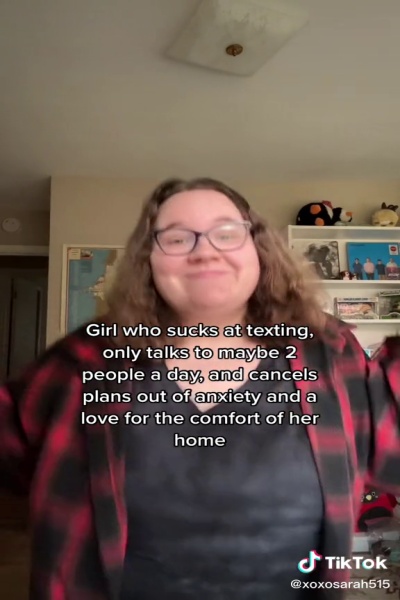 Girl who sucks at texting,
only talks to maybe 2
people a day, and cancels
plans out of anxiety and a
love for the comfort of her
home
TikTok
@xoxosarah515